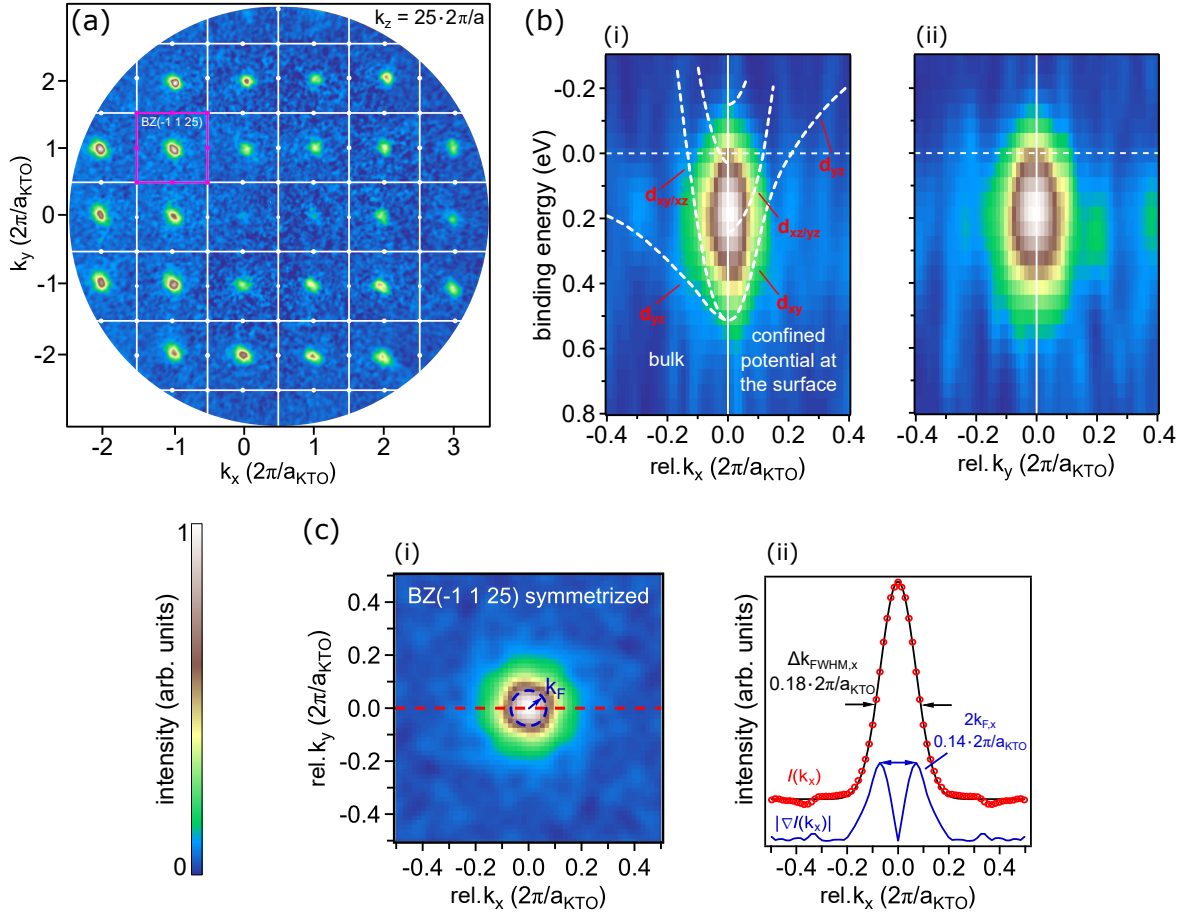 (a)
k_z = 25·2π/a
BZ(-1 1 25)
2
1
0
-1
-2
k_y (2π/a_KTO)
-2 -1 0 1 2 3
k_x (2π/a_KTO)
(b)
(i)
-0.2
0.0
0.2
0.4
0.6
0.8
binding energy (eV)
d_xy/xz
d_yz
d_xz/yz
d_yz
d_xy
bulk
confined
potential at
the surface
-0.4 -0.2 0.0 0.2 0.4
rel. k_x (2π/a_KTO)
(ii)
-0.4 -0.2 0.0 0.2 0.4
rel. k_y (2π/a_KTO)
1
0
intensity (arb. units)
(c)
(i)
BZ(-1 1 25) symmetrized
k_F
0.4
0.2
0.0
-0.2
-0.4
rel. k_y (2π/a_KTO)
-0.4 -0.2 0.0 0.2 0.4
rel. k_x (2π/a_KTO)
(ii)
intensity (arb. units)
Δk_FWHM,x
0.18·2π/a_KTO
2k_F,x
0.14·2π/a_KTO
I(k_x)
|∇I(k_x)|
-0.4 -0.2 0.0 0.2 0.4
rel. k_x (2π/a_KTO)